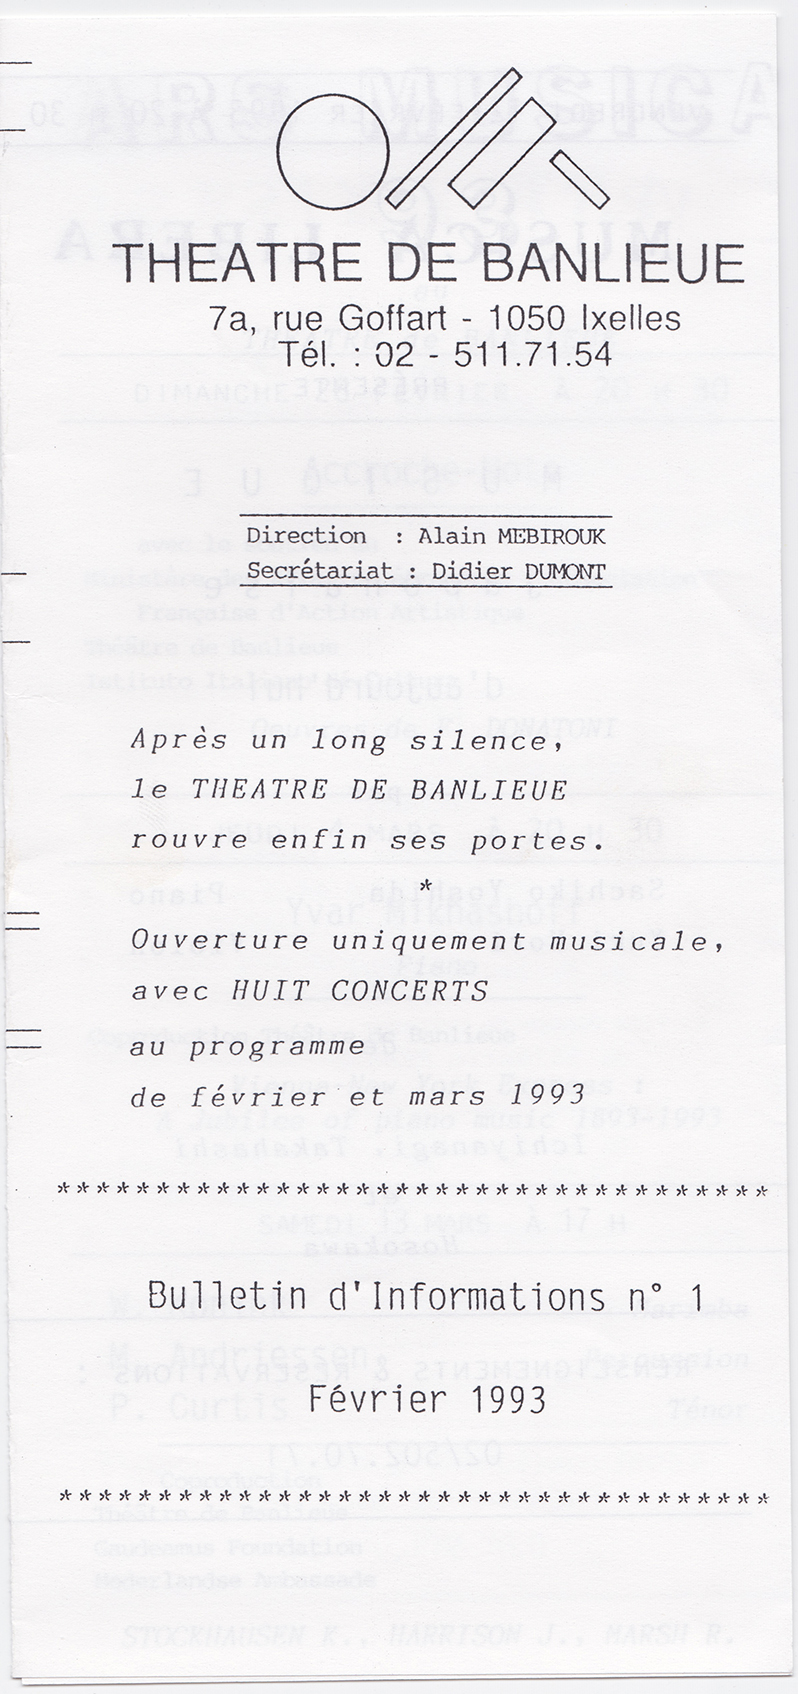 THEATRE DE BANLIEUE
7a, rue Goffart - 1050 Ixelles
Tél. : 02 - 511.71.54
Direction : Alain MEBIROUK
Secrétariat : Didier DUMONT
Après un long silence,
le THEATRE DE BANLIEUE
rouvre enfin ses portes.
*
Ouverture uniquement musicale,
avec HUIT CONCERTS
au programme
de février et mars 1993
************************************
Bulletin d'Informations n° 1
Février 1993
************************************